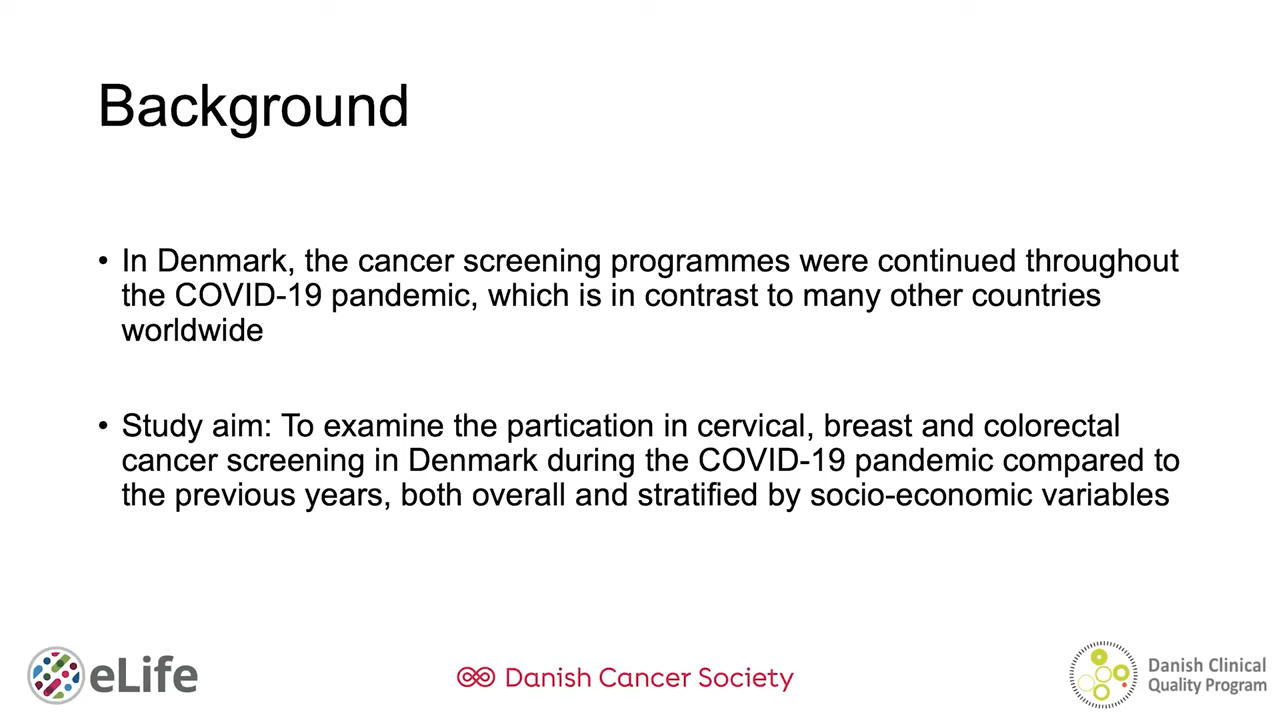 Background
• In Denmark, the cancer screening programmes were continued throughout
the COVID-19 pandemic, which is in contrast to many other countries
worldwide
• Study aim: To examine the partication in cervical, breast and colorectal
cancer screening in Denmark during the COVID-19 pandemic compared to
the previous years, both overall and stratified by socio-economic variables
eLife
Danish Cancer Society
Danish Clinical
Quality Program